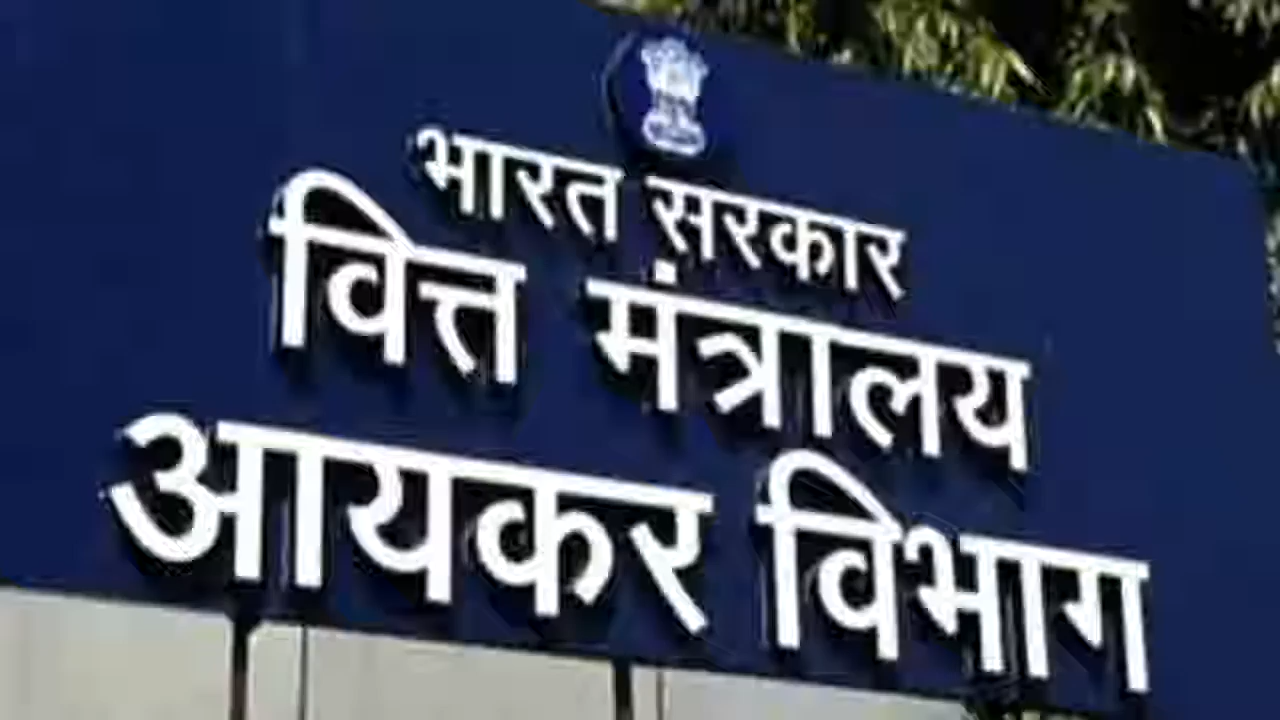 भारत सरकार
वित्त मंत्रालय
आयकर विभाग